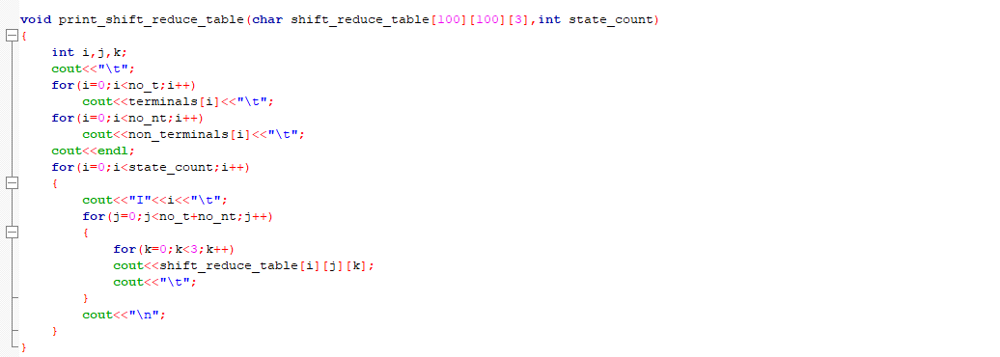 void print_shift_reduce_table(char shift_reduce_table[100][100][3],int state_count)
{
    int i,j,k;
    cout<<"\t";
    for(i=0;i<no_t;i++)
        cout<<terminals[i]<<"\t";
    for(i=0;i<no_nt;i++)
        cout<<non_terminals[i]<<"\t";
    cout<<endl;
    for(i=0;i<state_count;i++)
    {
        cout<<"I"<<i<<"\t";
        for(j=0;j<no_t+no_nt;j++)
        {
            for(k=0;k<3;k++)
            cout<<shift_reduce_table[i][j][k];
            cout<<"\t";
        }
        cout<<"\n";
    }
}